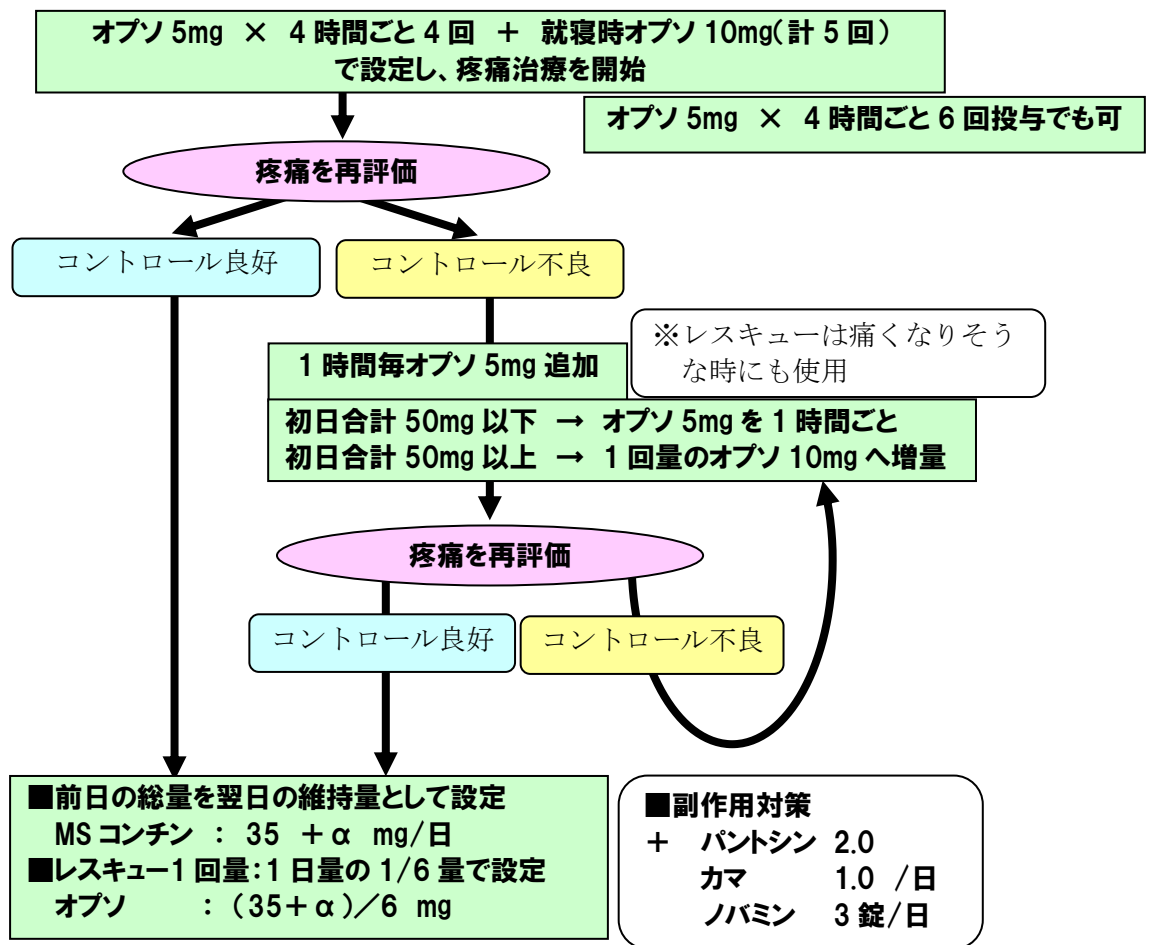 オプソ 5mg × 4 時間ごと 4 回 + 就寝時オプソ 10mg(計 5 回)
で設定し、疼痛治療を開始
オプソ 5mg × 4 時間ごと 6 回投与でも可
疼痛を再評価
コントロール良好
コントロール不良
※レスキューは痛くなりそう
な時にも使用
1 時間毎オプソ 5mg 追加
初日合計 50mg 以下 → オプソ 5mg を 1 時間ごと
初日合計 50mg 以上 → 1 回量のオプソ 10mg へ増量
疼痛を再評価
コントロール良好
コントロール不良
■前日の総量を翌日の維持量として設定
MS コンチン : 35 +α mg/日
■レスキュー1 回量:1 日量の 1/6 量で設定
オプソ : (35+α)/6 mg
■副作用対策
+ パントシン 2.0
カマ 1.0 /日
ノバミン 3 錠/日